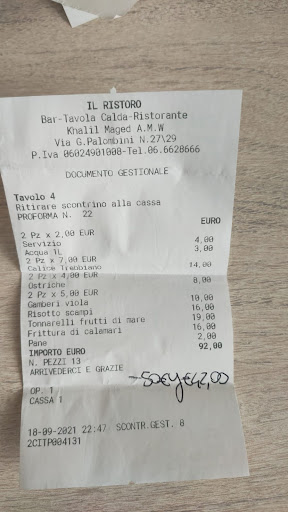 IL RISTORO
Bar-Tavola Calda-Ristorante
Khalil Maged A.M.W
Via G.Palombini N.27\29
P.Iva 06024901008-Tel.06.6628666
DOCUMENTO GESTIONALE
Tavolo 4
Ritirare scontrino alla cassa
PROFORMA N. 22
EURO
2 Pz x 2,00 EUR
Servizio 4,00
Acqua 1L 3,00
2 Pz x 7,00 EUR
Calice Trebbiano 14,00
2 Pz x 4,00 EUR
Ostriche 8,00
2 Pz x 5,00 EUR
Gamberi viola 10,00
Risotto scampi 16,00
Tonnarelli frutti di mare 19,00
Frittura di calamari 16,00
Pane 2,00
IMPORTO EURO 92,00
N. PEZZI 13
ARRIVEDERCI E GRAZIE
-50€ €42,00
OP. 1
CASSA 1
18-09-2021 22:47 SCONTR.GEST. 8
2CITP004131